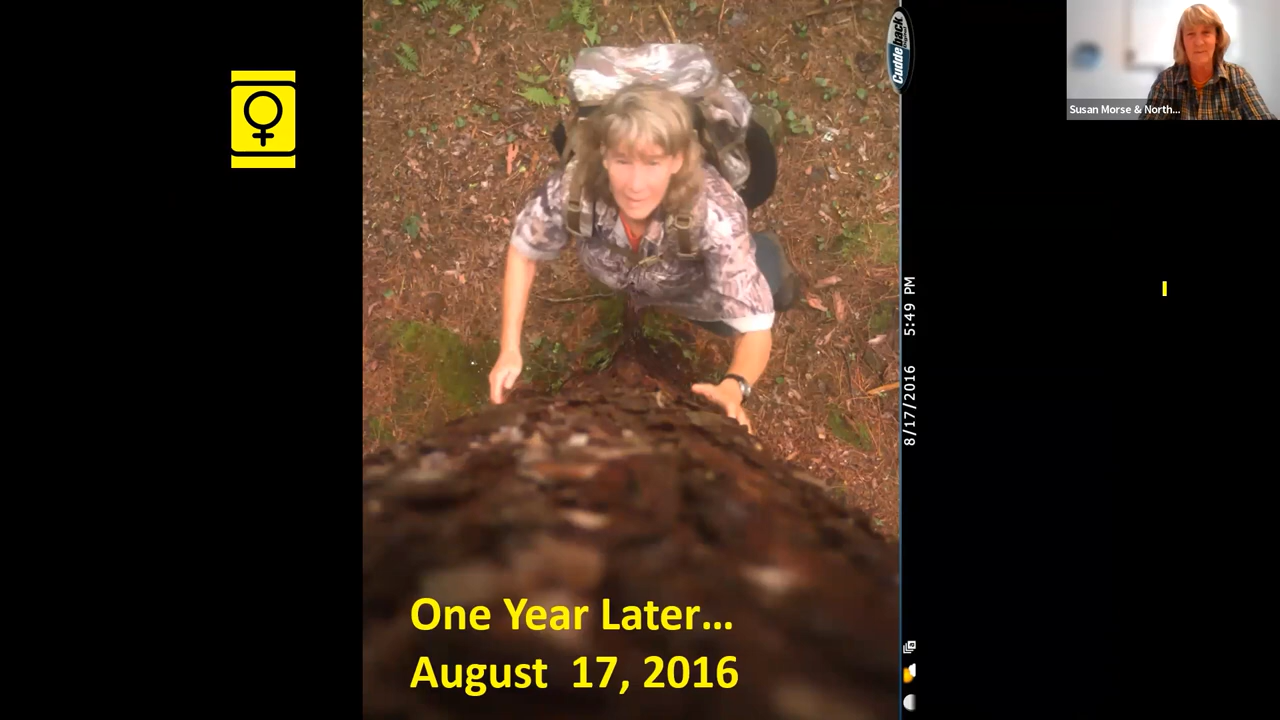 Cuddeback
Susan Morse & North...
8/17/2016 5:49 PM
One Year Later...
August 17, 2016